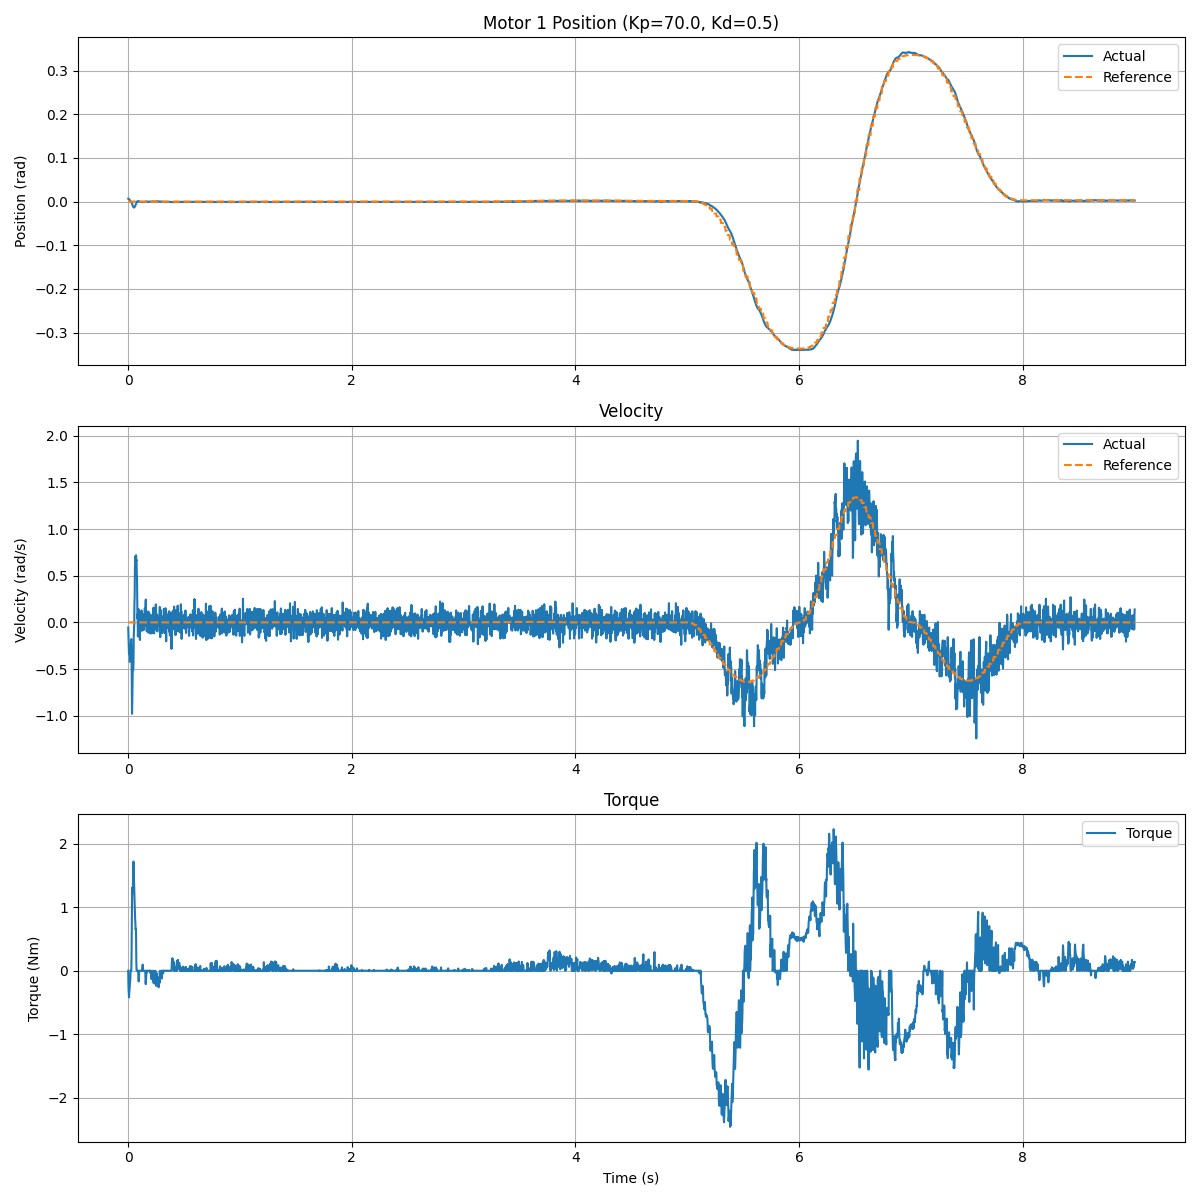 Motor 1 Position (Kp=70.0, Kd=0.5)
Actual
Reference
Position (rad)
0.3
0.2
0.1
0.0
−0.1
−0.2
−0.3
0 2 4 6 8
Velocity
Actual
Reference
Velocity (rad/s)
2.0
1.5
1.0
0.5
0.0
−0.5
−1.0
0 2 4 6 8
Torque
Torque
Torque (Nm)
2
1
0
−1
−2
0 2 4 6 8
Time (s)